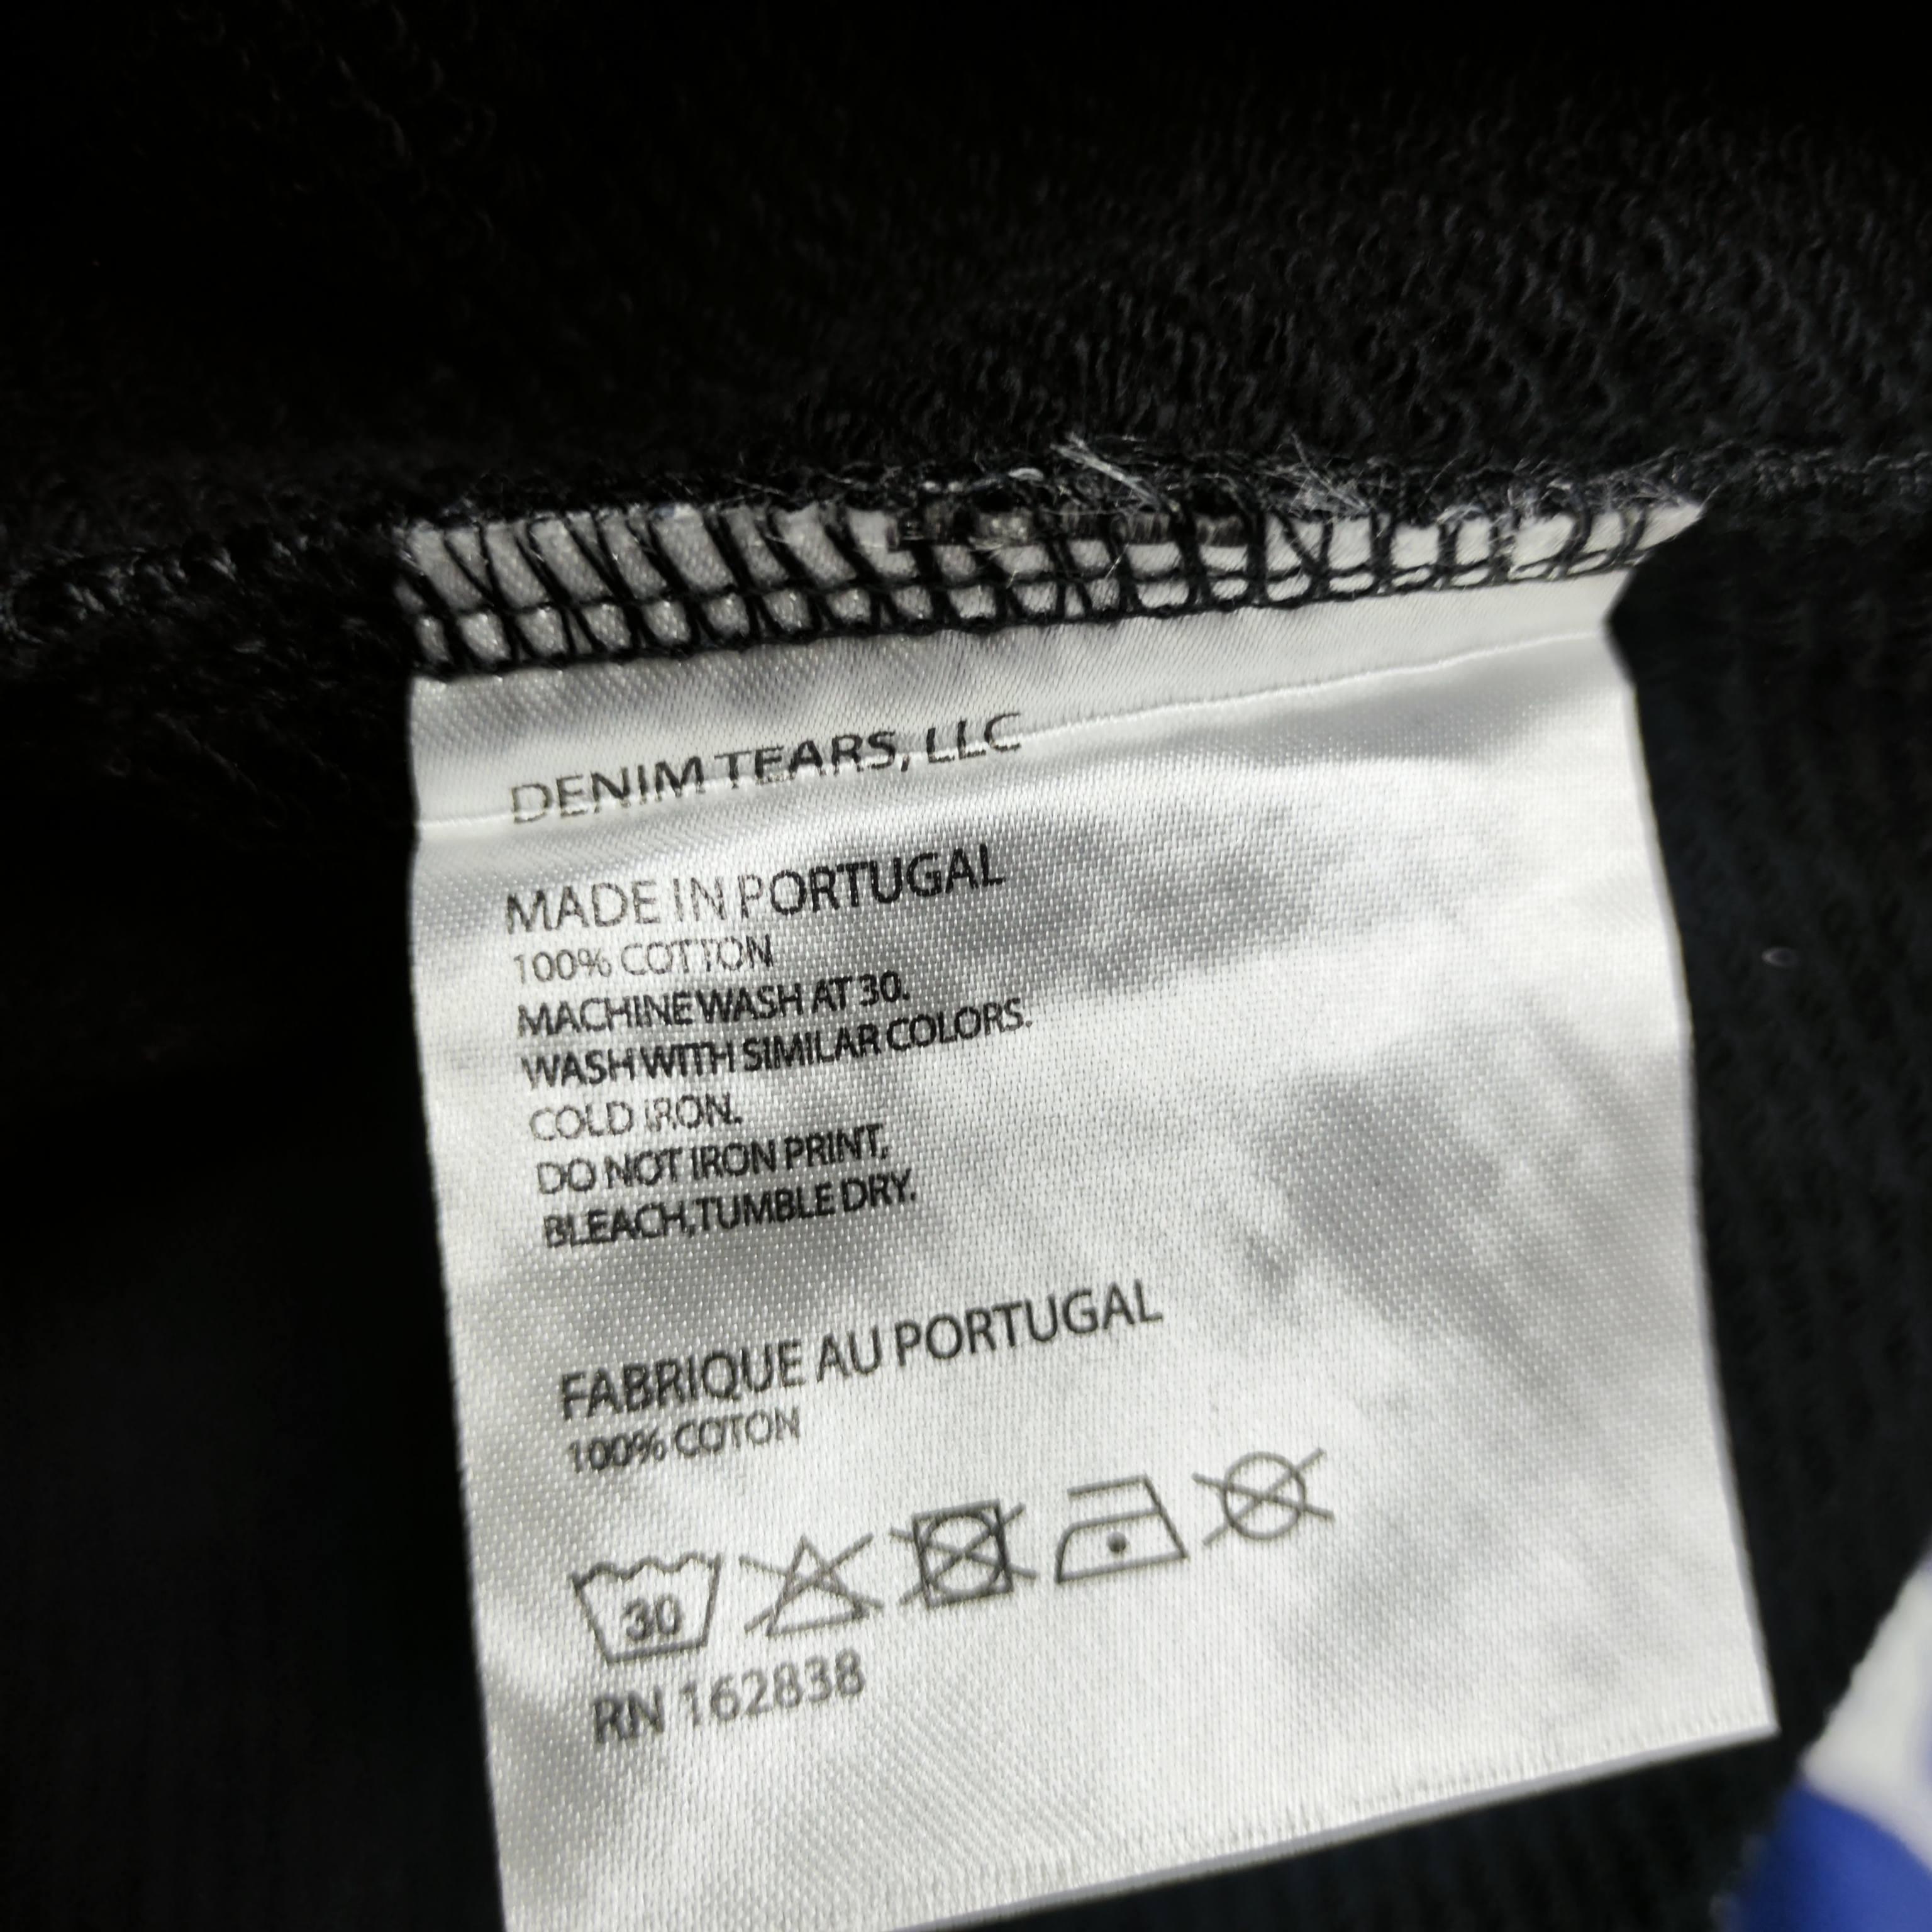 DENIM TEARS, LLC
MADE IN PORTUGAL
100% COTTON
MACHINE WASH AT 30.
WASH WITH SIMILAR COLORS.
COLD IRON.
DO NOT IRON PRINT,
BLEACH, TUMBLE DRY.
FABRIQUE AU PORTUGAL
100% COTON
30
RN 162838